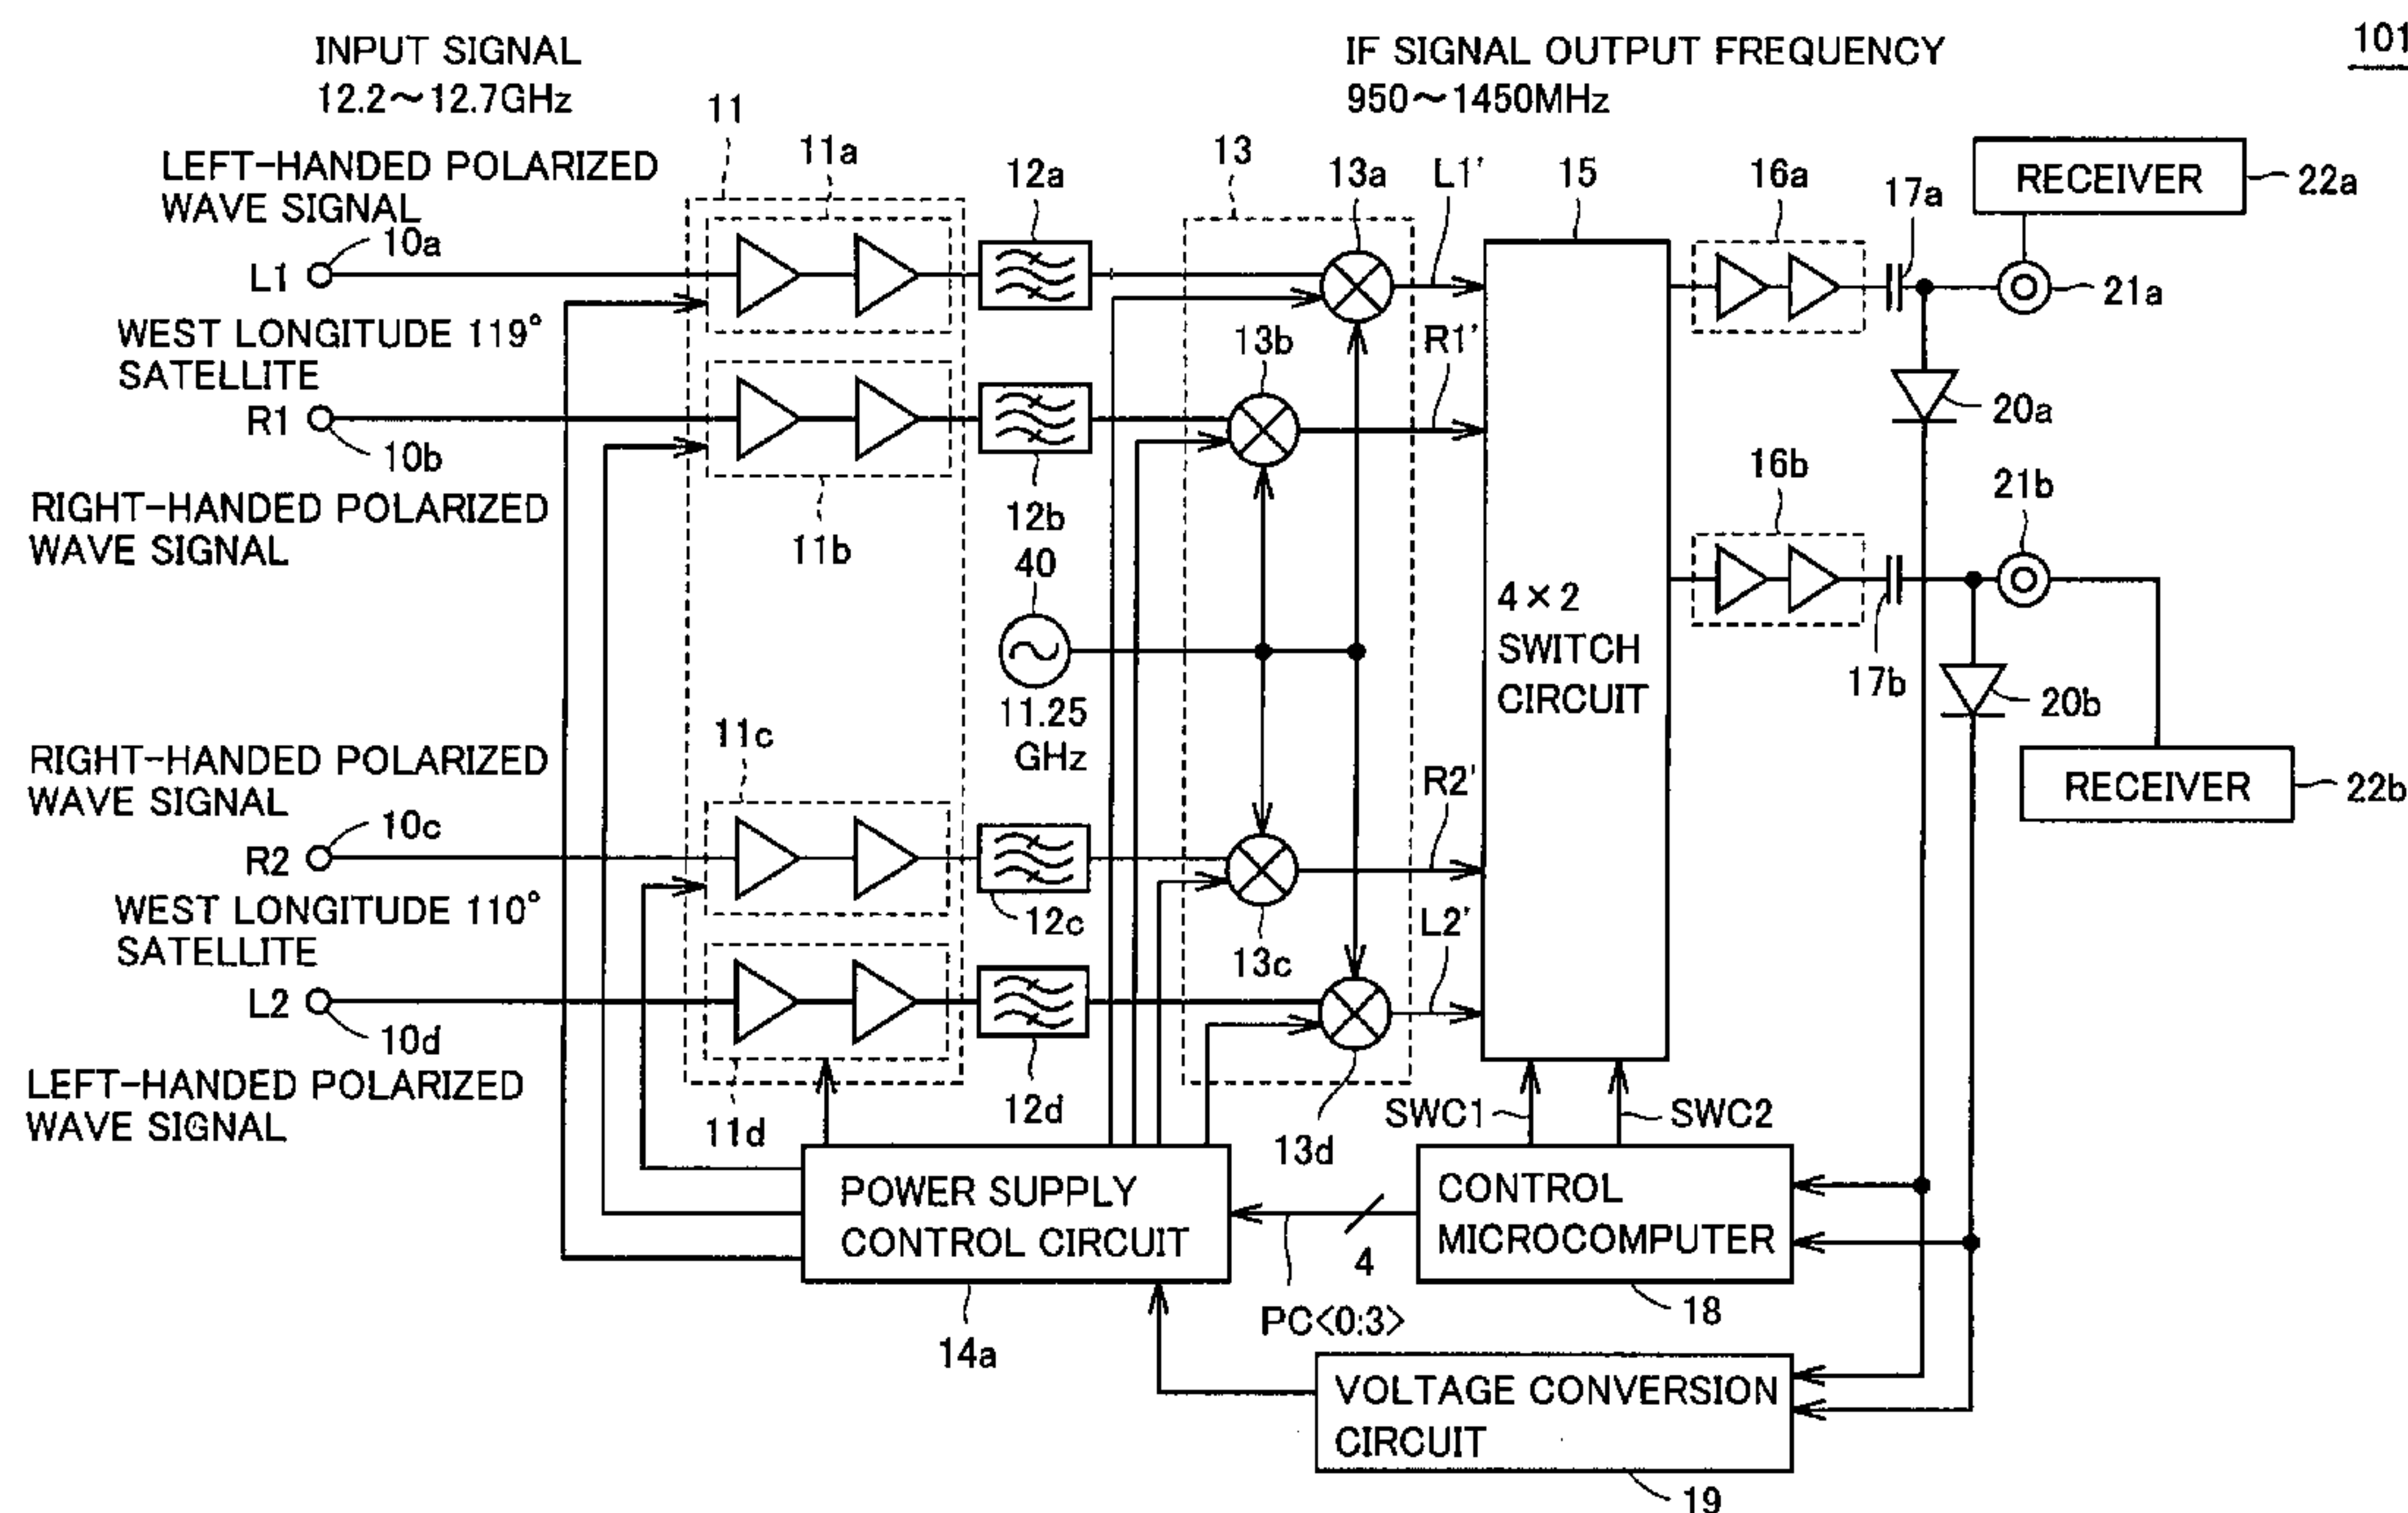 INPUT SIGNAL
12.2～12.7GHz
IF SIGNAL OUTPUT FREQUENCY
950～1450MHz
101
LEFT-HANDED POLARIZED
WAVE SIGNAL
11
11a
12a
13
13a
L1'
15
16a
17a
RECEIVER
22a
10a
L1
21a
WEST LONGITUDE 119°
SATELLITE
13b
R1'
20a
R1
10b
RIGHT-HANDED POLARIZED
WAVE SIGNAL
11b
12b
16b
21b
40
11.25
GHz
4×2
SWITCH
CIRCUIT
17b
20b
RIGHT-HANDED POLARIZED
WAVE SIGNAL
11c
R2'
RECEIVER
22b
10c
R2
WEST LONGITUDE 110°
SATELLITE
12c
13c
L2'
L2
10d
LEFT-HANDED POLARIZED
WAVE SIGNAL
11d
12d
13d
SWC1
SWC2
POWER SUPPLY
CONTROL CIRCUIT
14a
4
PC<0:3>
CONTROL
MICROCOMPUTER
18
VOLTAGE CONVERSION
CIRCUIT
19